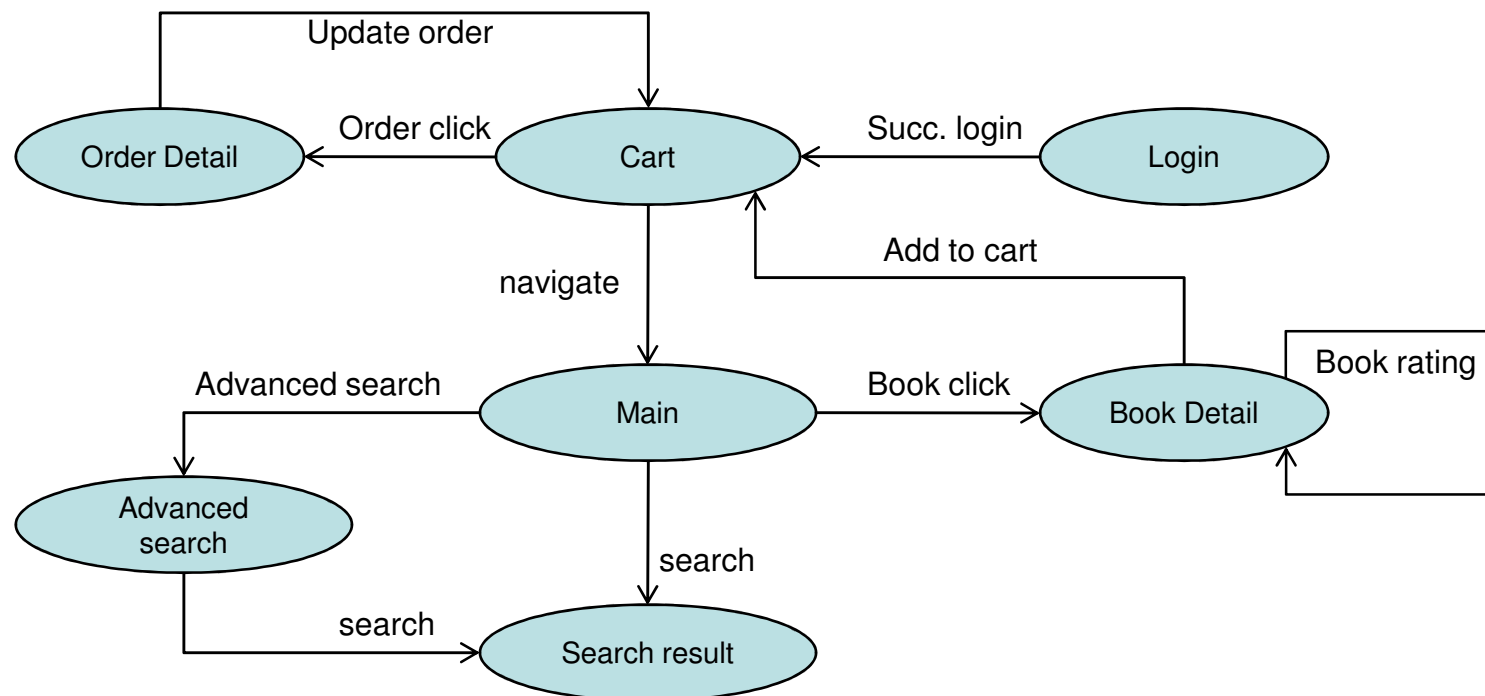 Update order
Order Detail
Order click
Cart
Succ. login
Login
Add to cart
navigate
Advanced search
Main
Book click
Book Detail
Book rating
Advanced
search
search
search
Search result